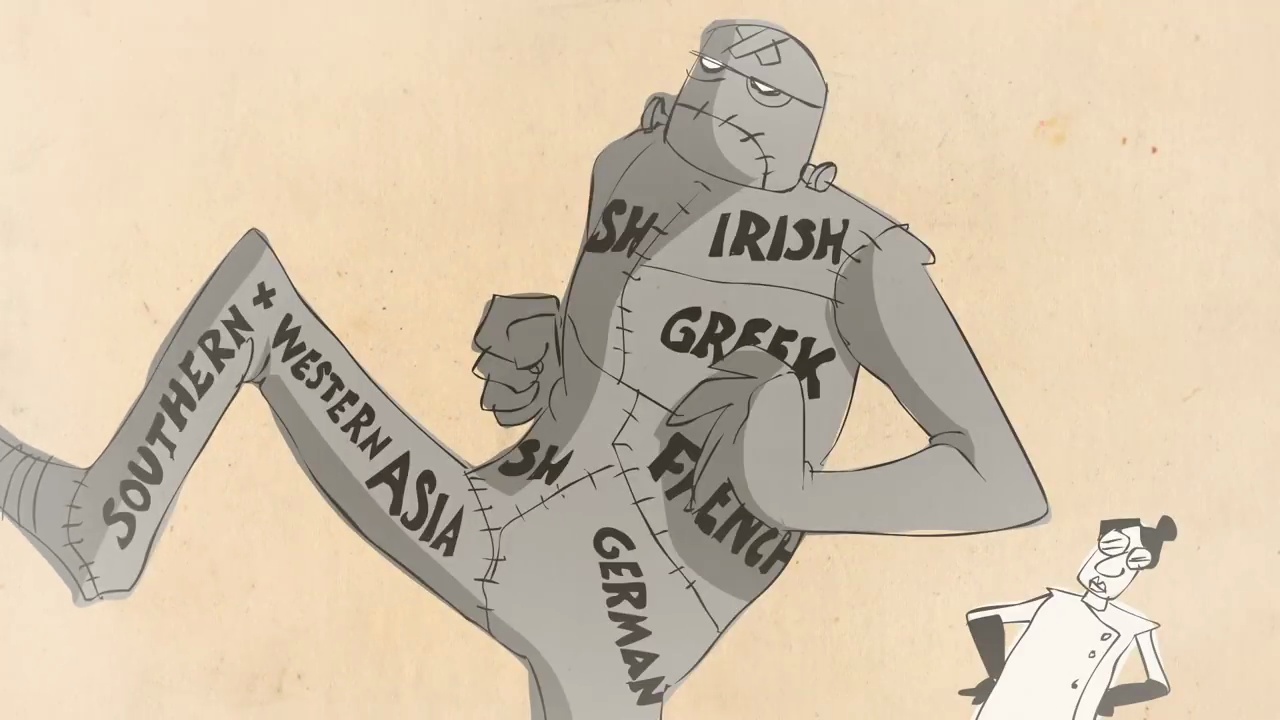 SH IRISH
GREEK
SH
FRENCH
GERMAN
SOUTHERN +
WESTERN
ASIA